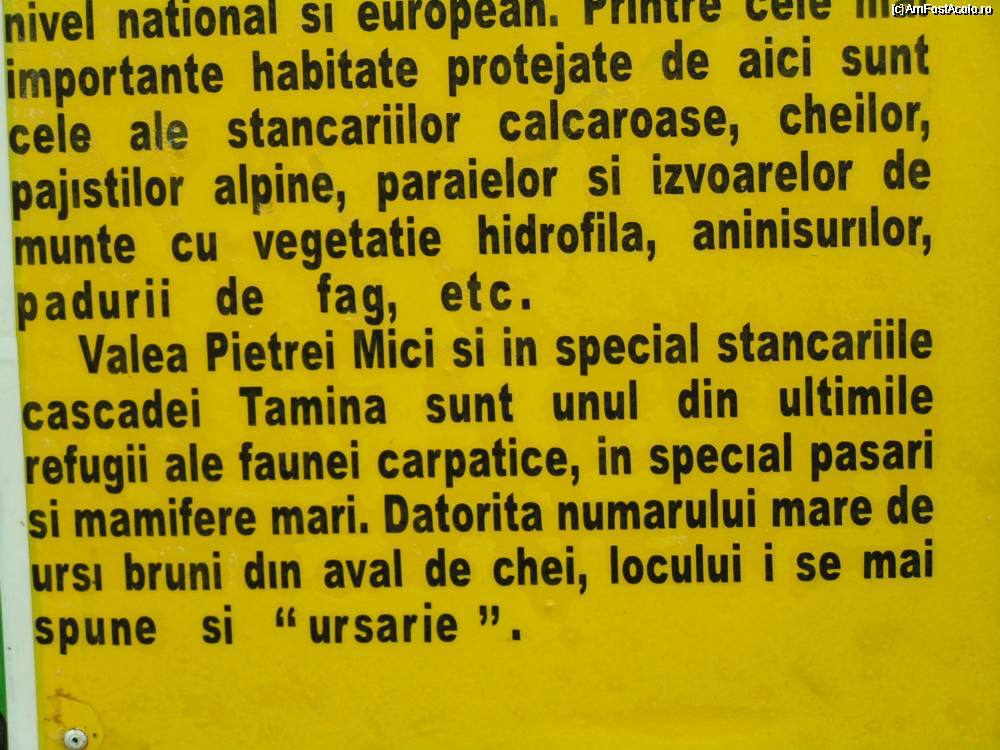 (c)AmFostAcolo.ro
nivel national si european. Printre cele mai
importante habitate protejate de aici sunt
cele ale stancariilor calcaroase, cheilor,
pajistilor alpine, paraielor si izvoarelor de
munte cu vegetatie hidrofila, aninisurilor,
padurii de fag, etc.
Valea Pietrei Mici si in special stancariile
cascadei Tamina sunt unul din ultimile
refugii ale faunei carpatice, in special pasari
si mamifere mari. Datorita numarului mare de
ursi bruni din aval de chei, locului i se mai
spune si “ursarie”.